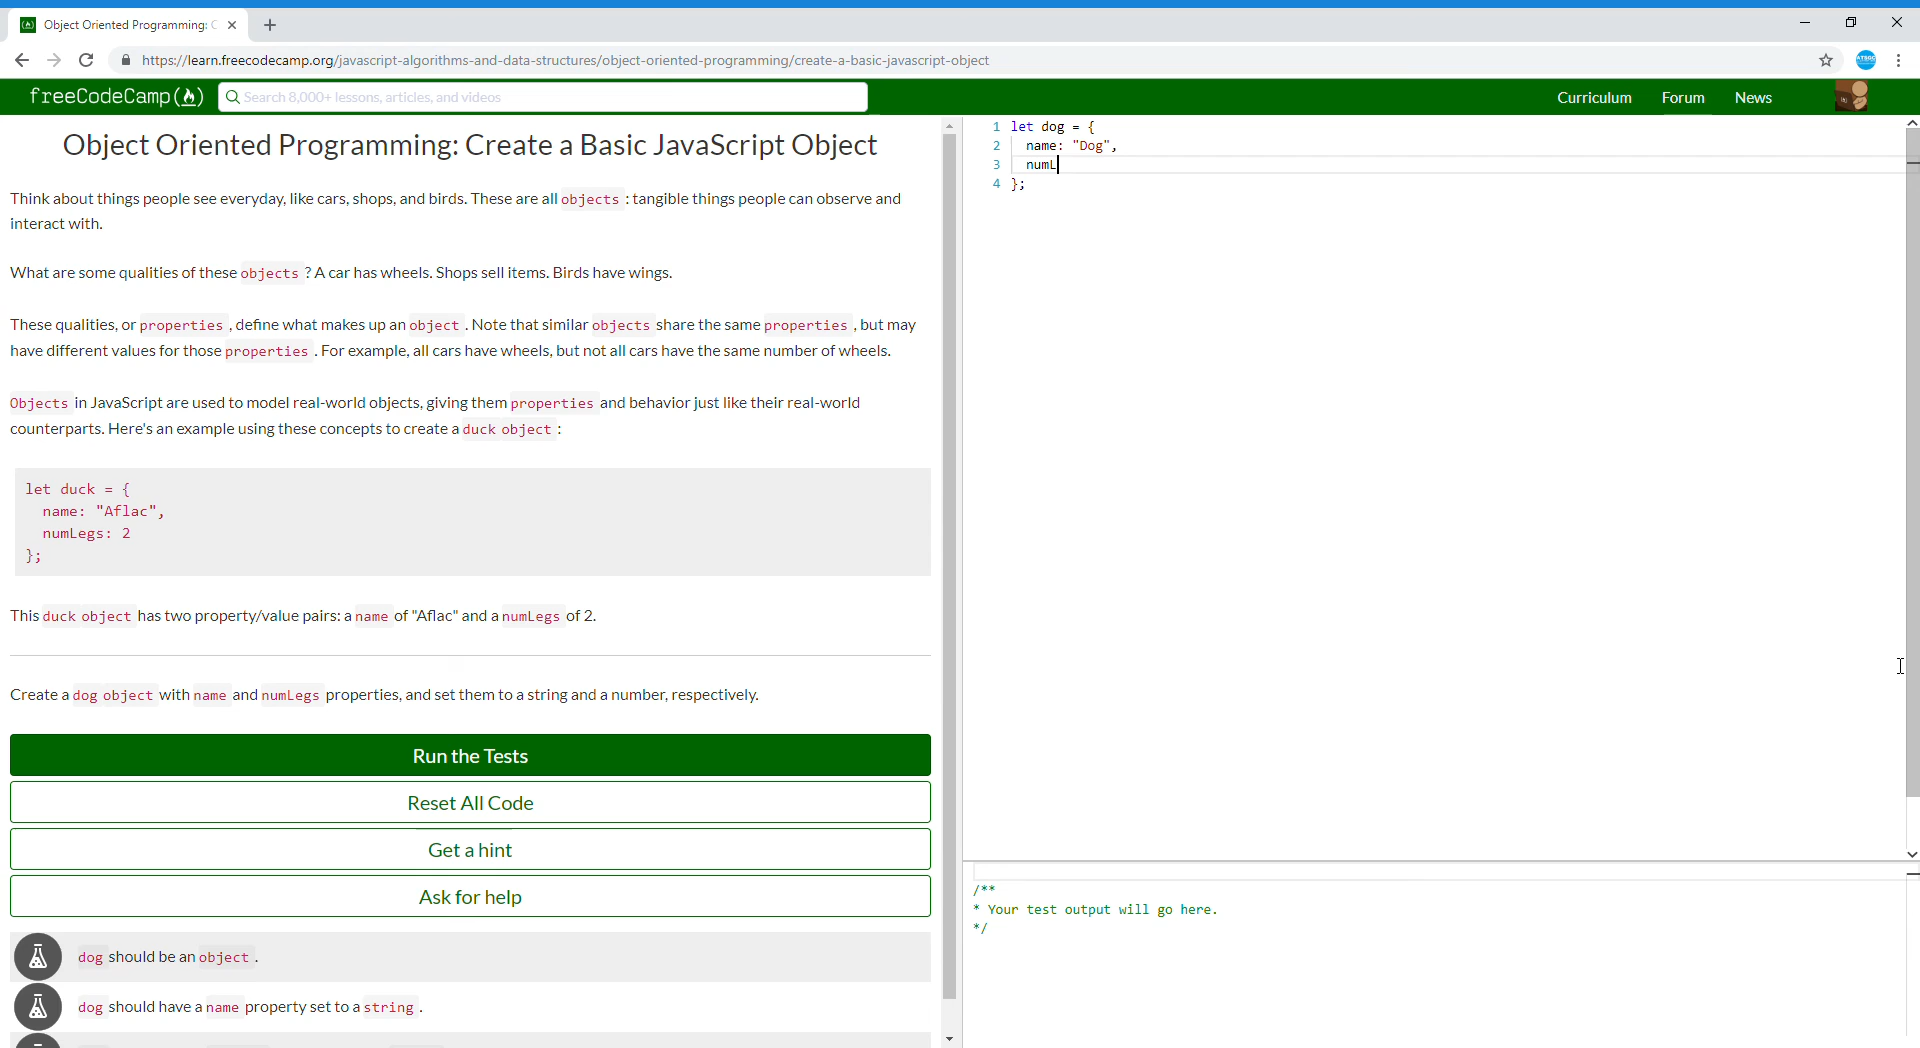 Object Oriented Programming: C
https://learn.freecodecamp.org/javascript-algorithms-and-data-structures/object-oriented-programming/create-a-basic-javascript-object
freeCodeCamp
Search 8,000+ lessons, articles, and videos
Curriculum
Forum
News
Object Oriented Programming: Create a Basic JavaScript Object
Think about things people see everyday, like cars, shops, and birds. These are all objects : tangible things people can observe and
interact with.
What are some qualities of these objects ? A car has wheels. Shops sell items. Birds have wings.
These qualities, or properties , define what makes up an object . Note that similar objects share the same properties , but may
have different values for those properties . For example, all cars have wheels, but not all cars have the same number of wheels.
Objects in JavaScript are used to model real-world objects, giving them properties and behavior just like their real-world
counterparts. Here's an example using these concepts to create a duck object :
let duck = {
name: "Aflac",
numLegs: 2
};
This duck object has two property/value pairs: a name of "Aflac" and a numLegs of 2.
Create a dog object with name and numLegs properties, and set them to a string and a number, respectively.
Run the Tests
Reset All Code
Get a hint
Ask for help
dog should be an object .
dog should have a name property set to a string .
1 let dog = {
2 name: "Dog",
3 numL
4 };
/**
* Your test output will go here.
*/